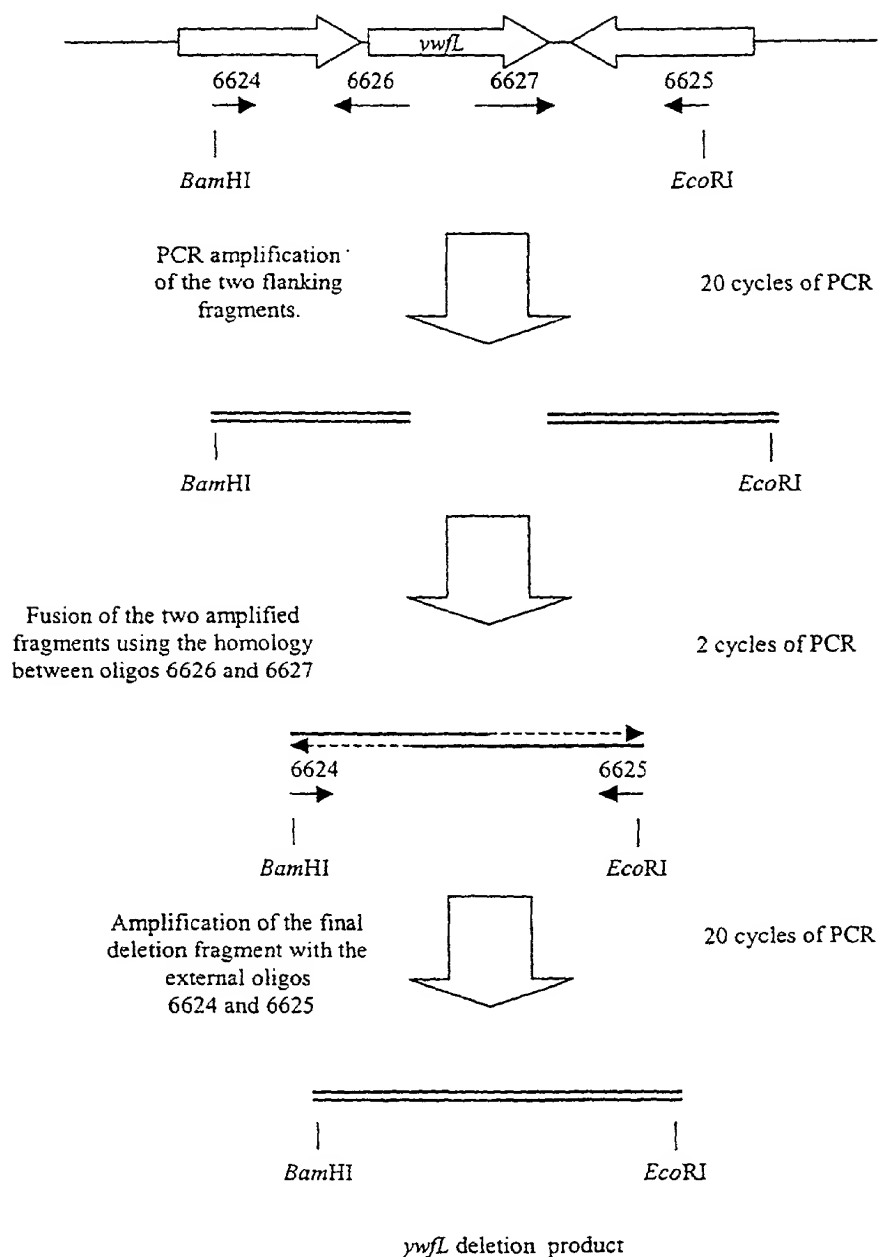 ywfL
6624
6626
6627
6625
BamHI
EcoRI
PCR amplification
of the two flanking
fragments.
20 cycles of PCR
BamHI
EcoRI
Fusion of the two amplified
fragments using the homology
between oligos 6626 and 6627
2 cycles of PCR
6624
6625
BamHI
EcoRI
Amplification of the final
deletion fragment with the
external oligos
6624 and 6625
20 cycles of PCR
BamHI
EcoRI
ywfL deletion product